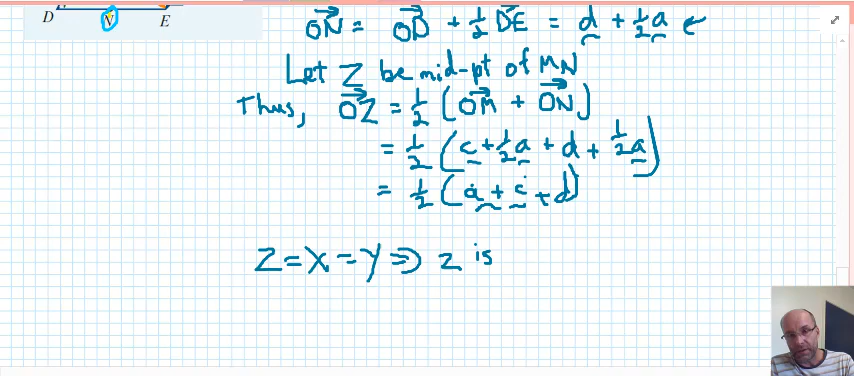 D N E
ON = OD + 1/2 DE = d + 1/2 a
Let Z be mid-pt of MN
Thus, OZ = 1/2 (OM + ON)
= 1/2 (c + 1/2 a + d + 1/2 a)
= 1/2 (a + c + d)
Z = X = Y ⇒ Z is